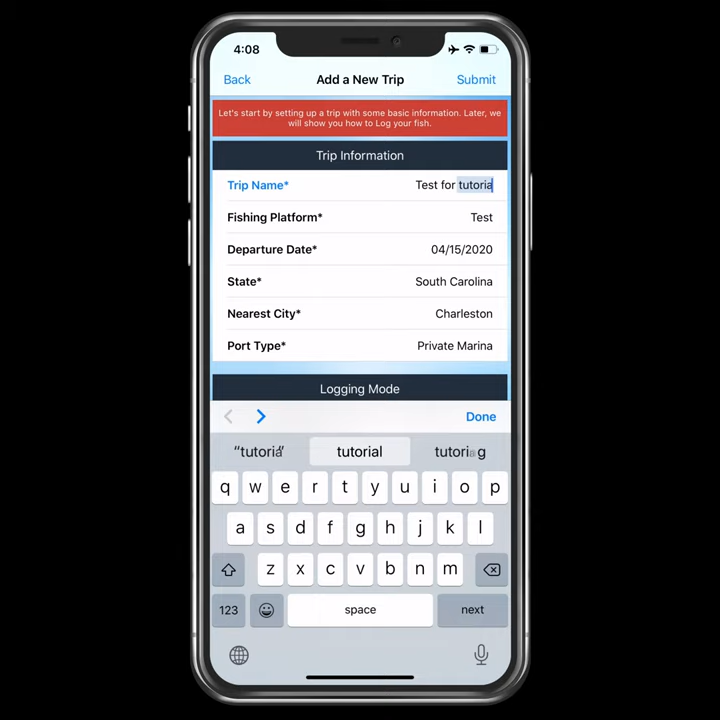 4:08
Back Add a New Trip Submit
Let's start by setting up a trip with some basic information. Later, we
will show you how to Log your fish.
Trip Information
Trip Name* Test for tutoria
Fishing Platform* Test
Departure Date* 04/15/2020
State* South Carolina
Nearest City* Charleston
Port Type* Private Marina
Logging Mode
Done
“tutoria” tutorial
q w e r t y u i o p
a s d f g h j k l
z x c v b n m
123 space next